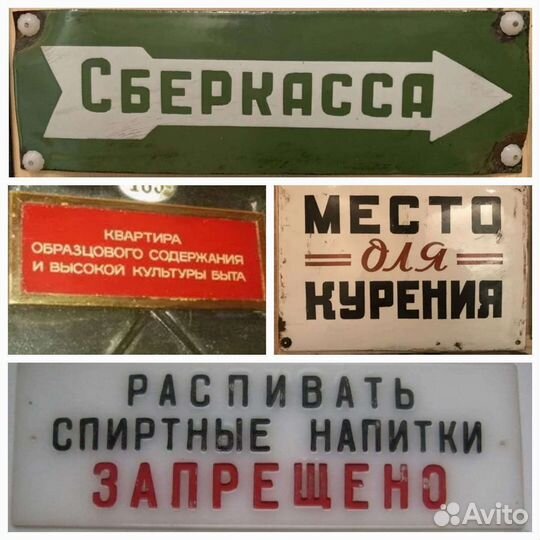 СБЕРКАССА
КВАРТИРА
ОБРАЗЦОВОГО СОДЕРЖАНИЯ
И ВЫСОКОЙ КУЛЬТУРЫ БЫТА
МЕСТО
для
КУРЕНИЯ
РАСПИВАТЬ
СПИРТНЫЕ НАПИТКИ
ЗАПРЕЩЕНО
Avito